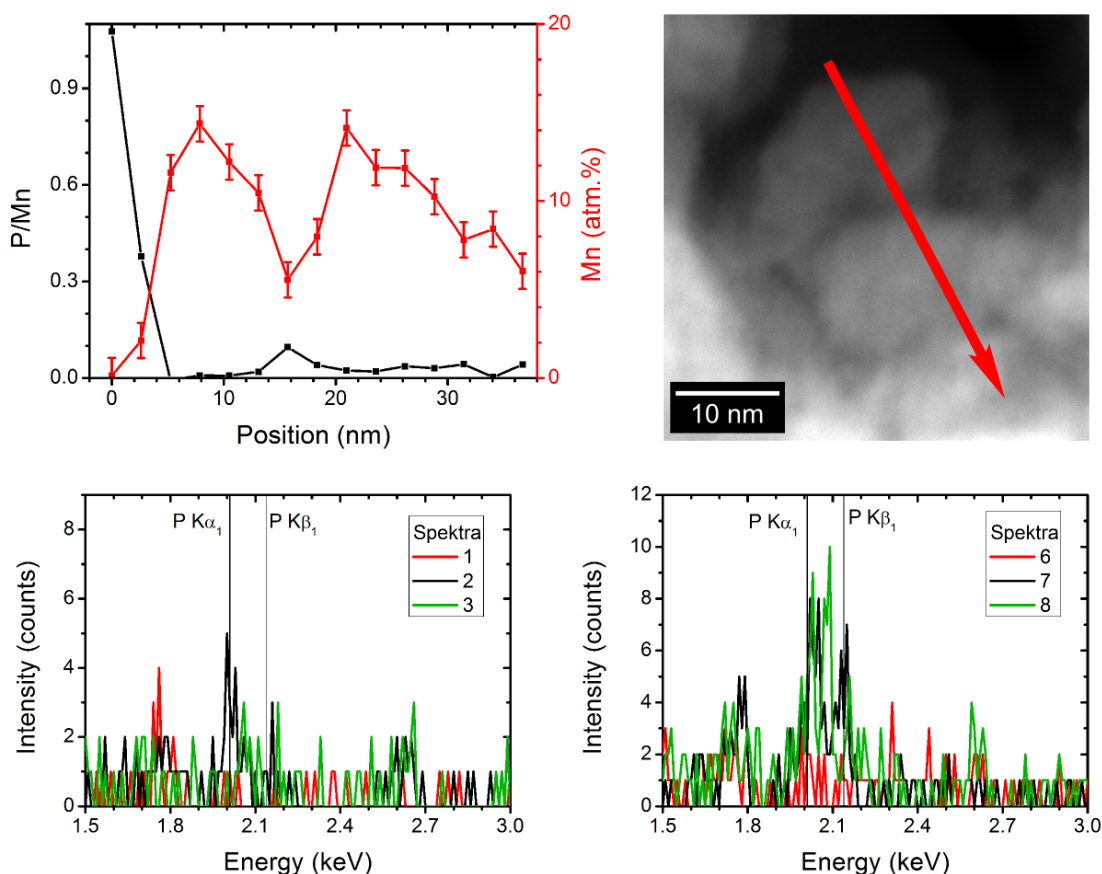 P/Mn
0.9
0.6
0.3
0.0
20
10
0
Mn (atm.%)
0 10 20 30
Position (nm)
10 nm
P Kα1
P Kβ1
Spektra
1
2
3
8
6
4
2
0
Intensity (counts)
1.5 1.8 2.1 2.4 2.7 3.0
Energy (keV)
P Kα1
P Kβ1
Spektra
6
7
8
12
10
8
6
4
2
0
Intensity (counts)
1.5 1.8 2.1 2.4 2.7 3.0
Energy (keV)